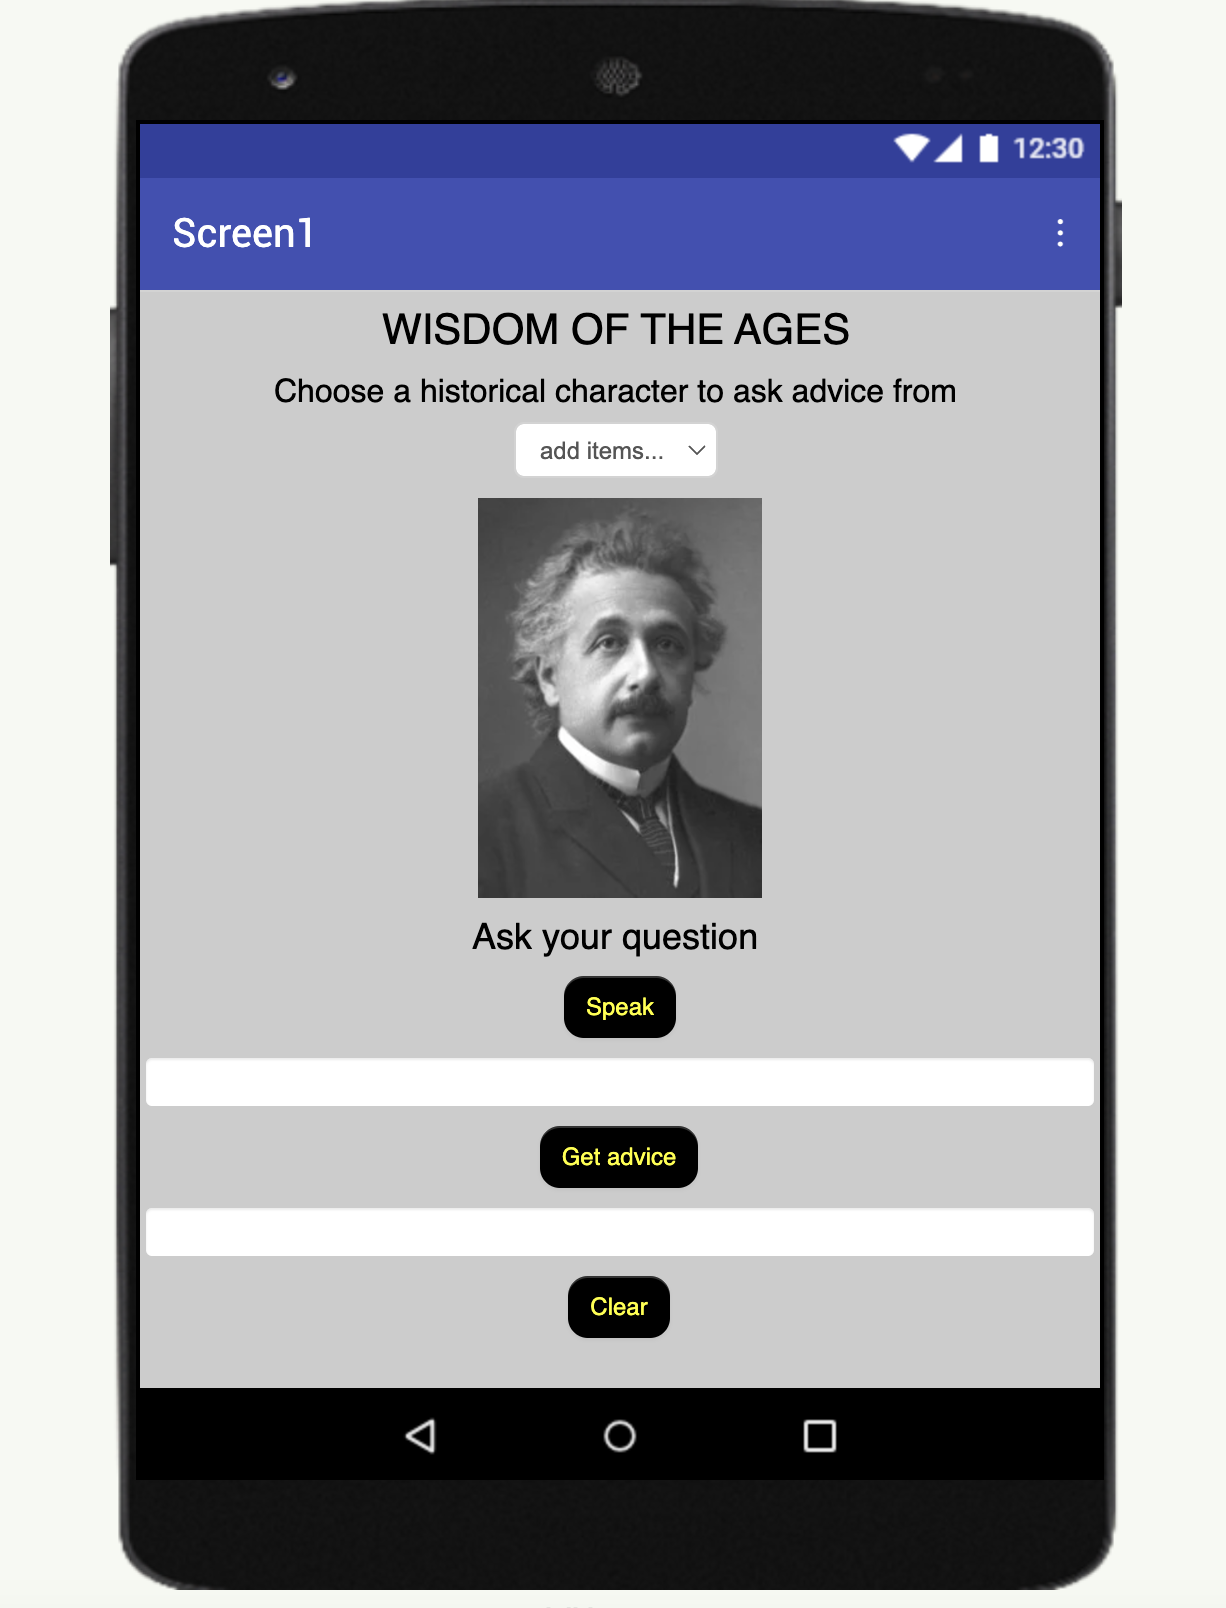 12:30
Screen1
WISDOM OF THE AGES
Choose a historical character to ask advice from
add items...
Ask your question
Speak
Get advice
Clear